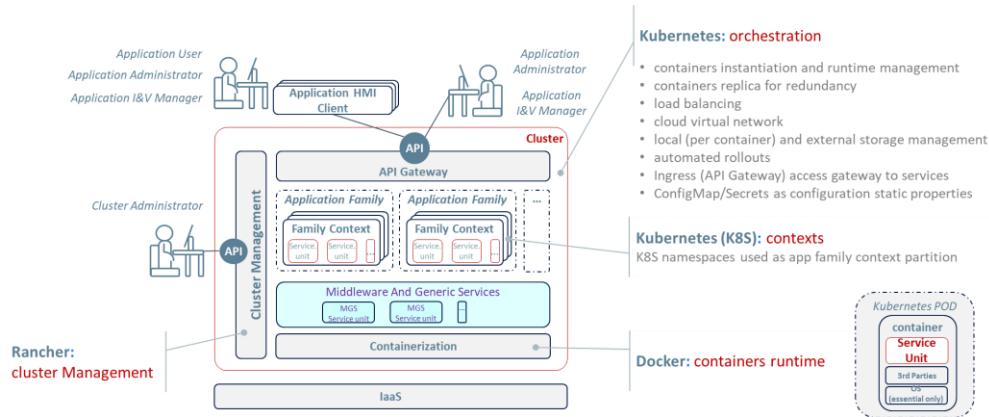 Application User
Application Administrator
Application I&V Manager
Application HMI
Client
Application
Administrator
Application
I&V Manager
Kubernetes: orchestration
• containers instantiation and runtime management
• containers replica for redundancy
• load balancing
• cloud virtual network
• local (per container) and external storage management
• automated rollouts
• Ingress (API Gateway) access gateway to services
• ConfigMap/Secrets as configuration static properties
Cluster
API
API Gateway
Cluster Administrator
API
Cluster Management
Application Family
Family Context
Service.
unit
Service.
unit
...
Application Family
Family Context
Service.
unit
Service.
unit
...
...
Kubernetes (K8S): contexts
K8S namespaces used as app family context partition
Middleware And Generic Services
MGS
Service unit
MGS
Service unit
Containerization
Rancher:
cluster Management
Docker: containers runtime
IaaS
Kubernetes POD
container
Service
Unit
3rd Parties
OS
(essential only)